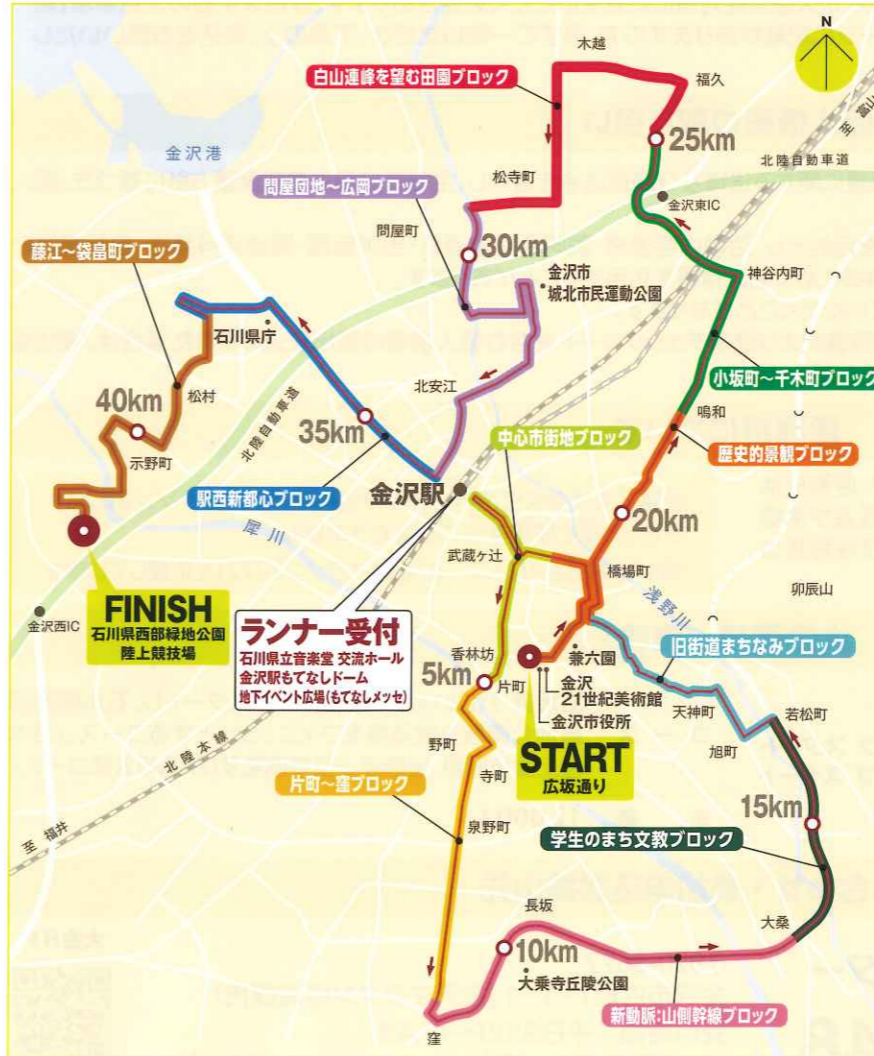 N
木越
白山連峰を望む田園ブロック
福久
25km
至 富山
金沢港
北陸自動車道
松寺町
問屋団地～広岡ブロック
金沢東IC
問屋町
30km
藤江～袋畠町ブロック
金沢市
城北市民運動公園
神谷内町
石川県庁
小坂町～千木町ブロック
北安江
松村
鳴和
40km
北陸自動車道
35km
中心市街地ブロック
歴史的景観ブロック
示野町
駅西新都心ブロック
金沢駅
20km
犀川
武蔵ヶ辻
橋場町
浅野川
卯辰山
FINISH
石川県西部緑地公園
陸上競技場
金沢西IC
ランナー受付
石川県立音楽堂 交流ホール
金沢駅もてなしドーム
地下イベント広場(もてなしメッセ)
香林坊
兼六園
旧街道まちなみブロック
5km
片町
金沢
21世紀美術館
金沢市役所
天神町
若松町
旭町
野町
START
広坂通り
北陸本線
寺町
片町～窪ブロック
15km
至 福井
泉野町
学生のまち文教ブロック
長坂
大桑
10km
大乗寺丘陵公園
新動脈:山側幹線ブロック
窪